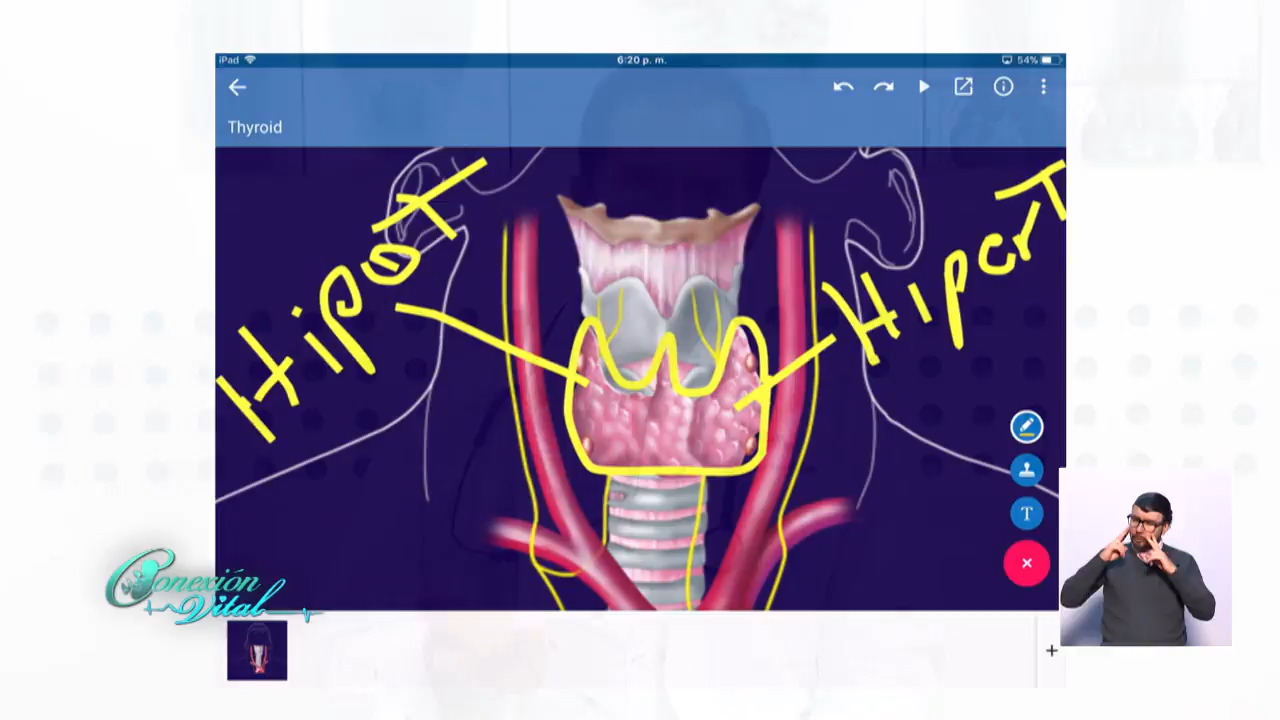 iPad
6:20 p. m.
54%
Thyroid
HipoT
HiperT
T
Conexión
Vital